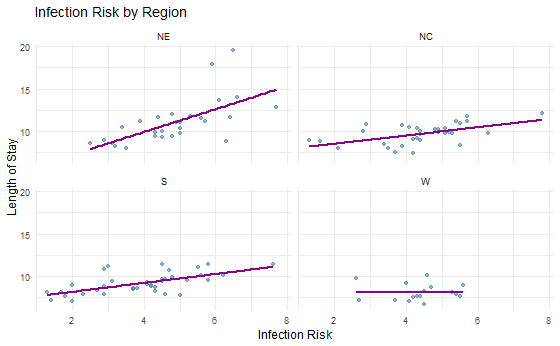 Infection Risk by Region
NE
NC
20
15
10
S
W
20
15
10
2
4
6
8
2
4
6
8
Length of Stay
Infection Risk